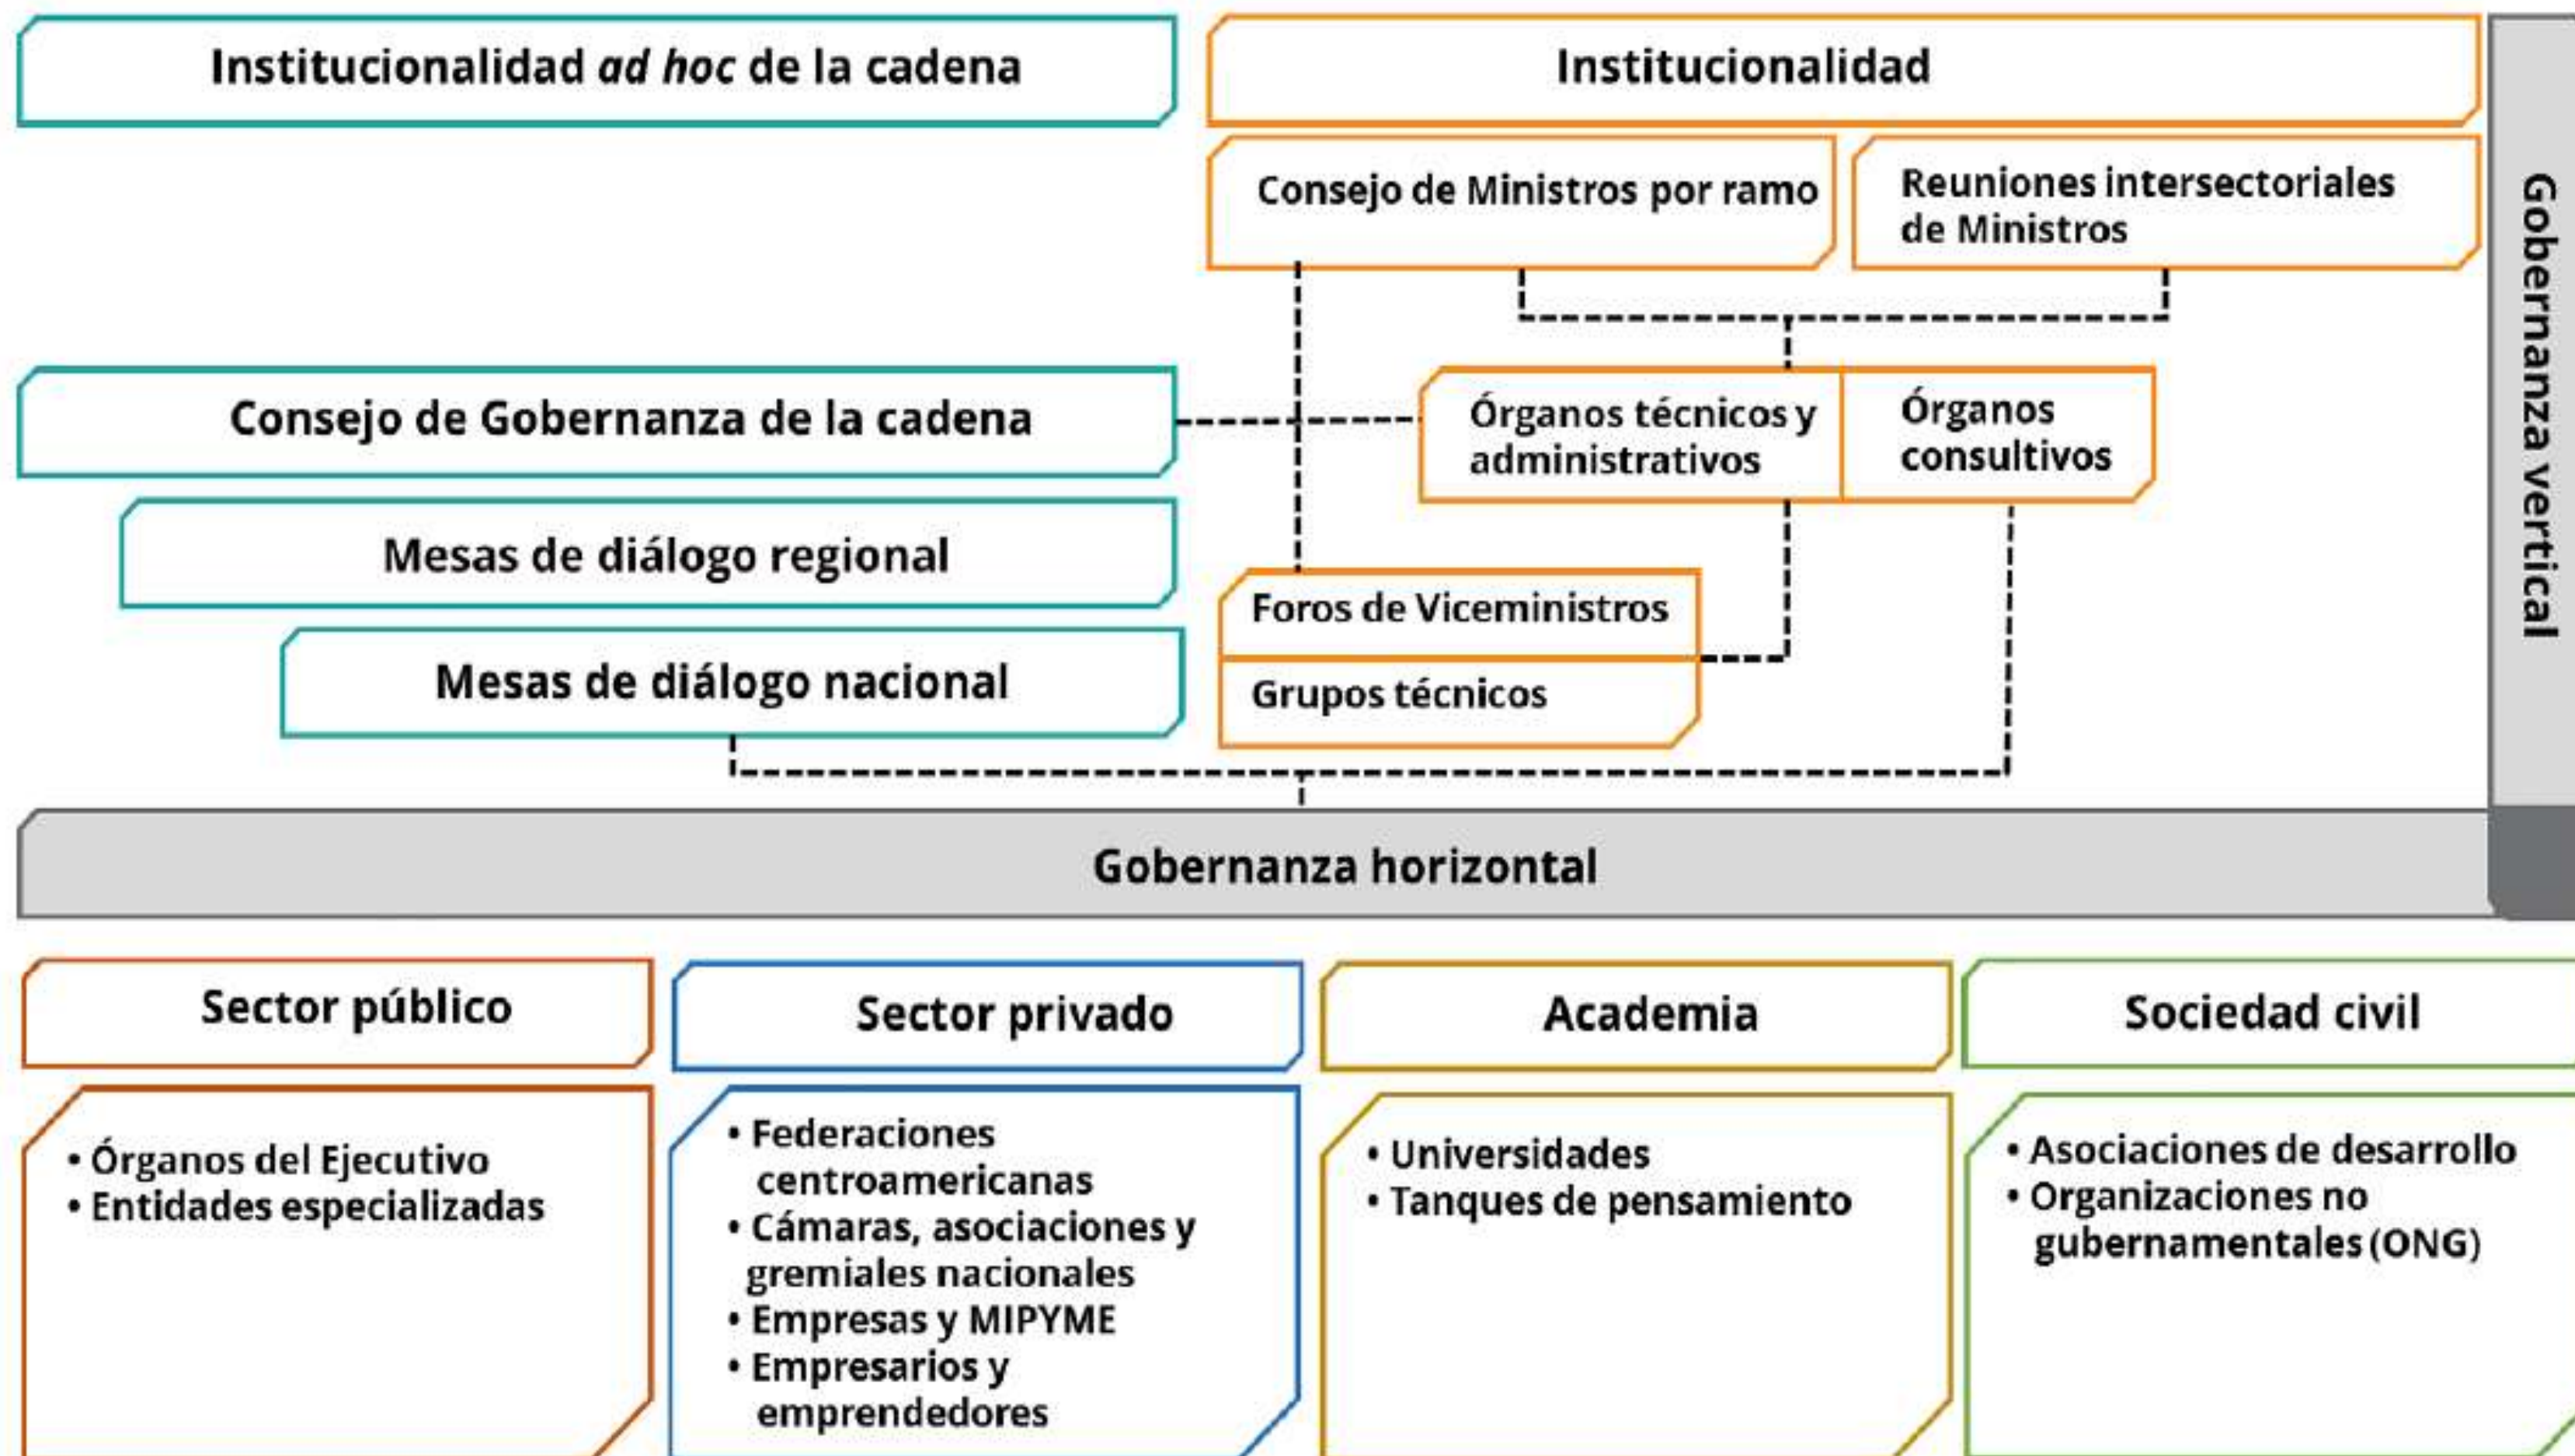 Institucionalidad ad hoc de la cadena
Institucionalidad
Consejo de Ministros por ramo
Reuniones intersectoriales
de Ministros
Gobernanza vertical
Consejo de Gobernanza de la cadena
Órganos técnicos y
administrativos
Órganos
consultivos
Mesas de diálogo regional
Foros de Viceministros
Mesas de diálogo nacional
Grupos técnicos
Gobernanza horizontal
Sector público
• Órganos del Ejecutivo
• Entidades especializadas
Sector privado
• Federaciones
centroamericanas
• Cámaras, asociaciones y
gremiales nacionales
• Empresas y MIPYME
• Empresarios y
emprendedores
Academia
• Universidades
• Tanques de pensamiento
Sociedad civil
• Asociaciones de desarrollo
• Organizaciones no
gubernamentales (ONG)